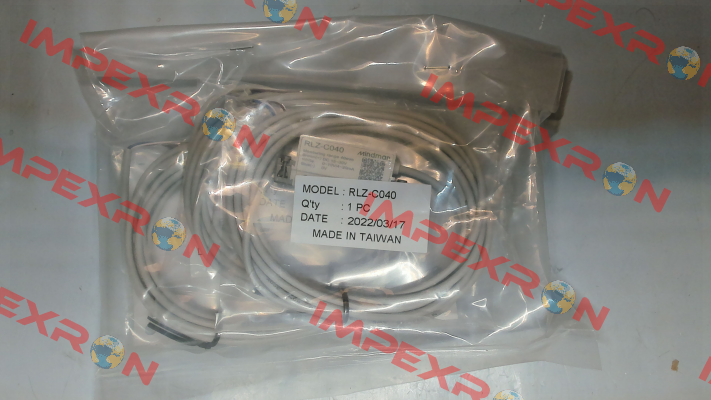 IMPEXRON
IMPEXRON
IMPEXRON
IMPEXRON
IMPEXRON
IMPEXRON
IMPEXRON
RLZ-C040
mindman
MODEL : RLZ-C040
Q'ty : 1 PC
DATE : 2022/03/17
MADE IN TAIWAN